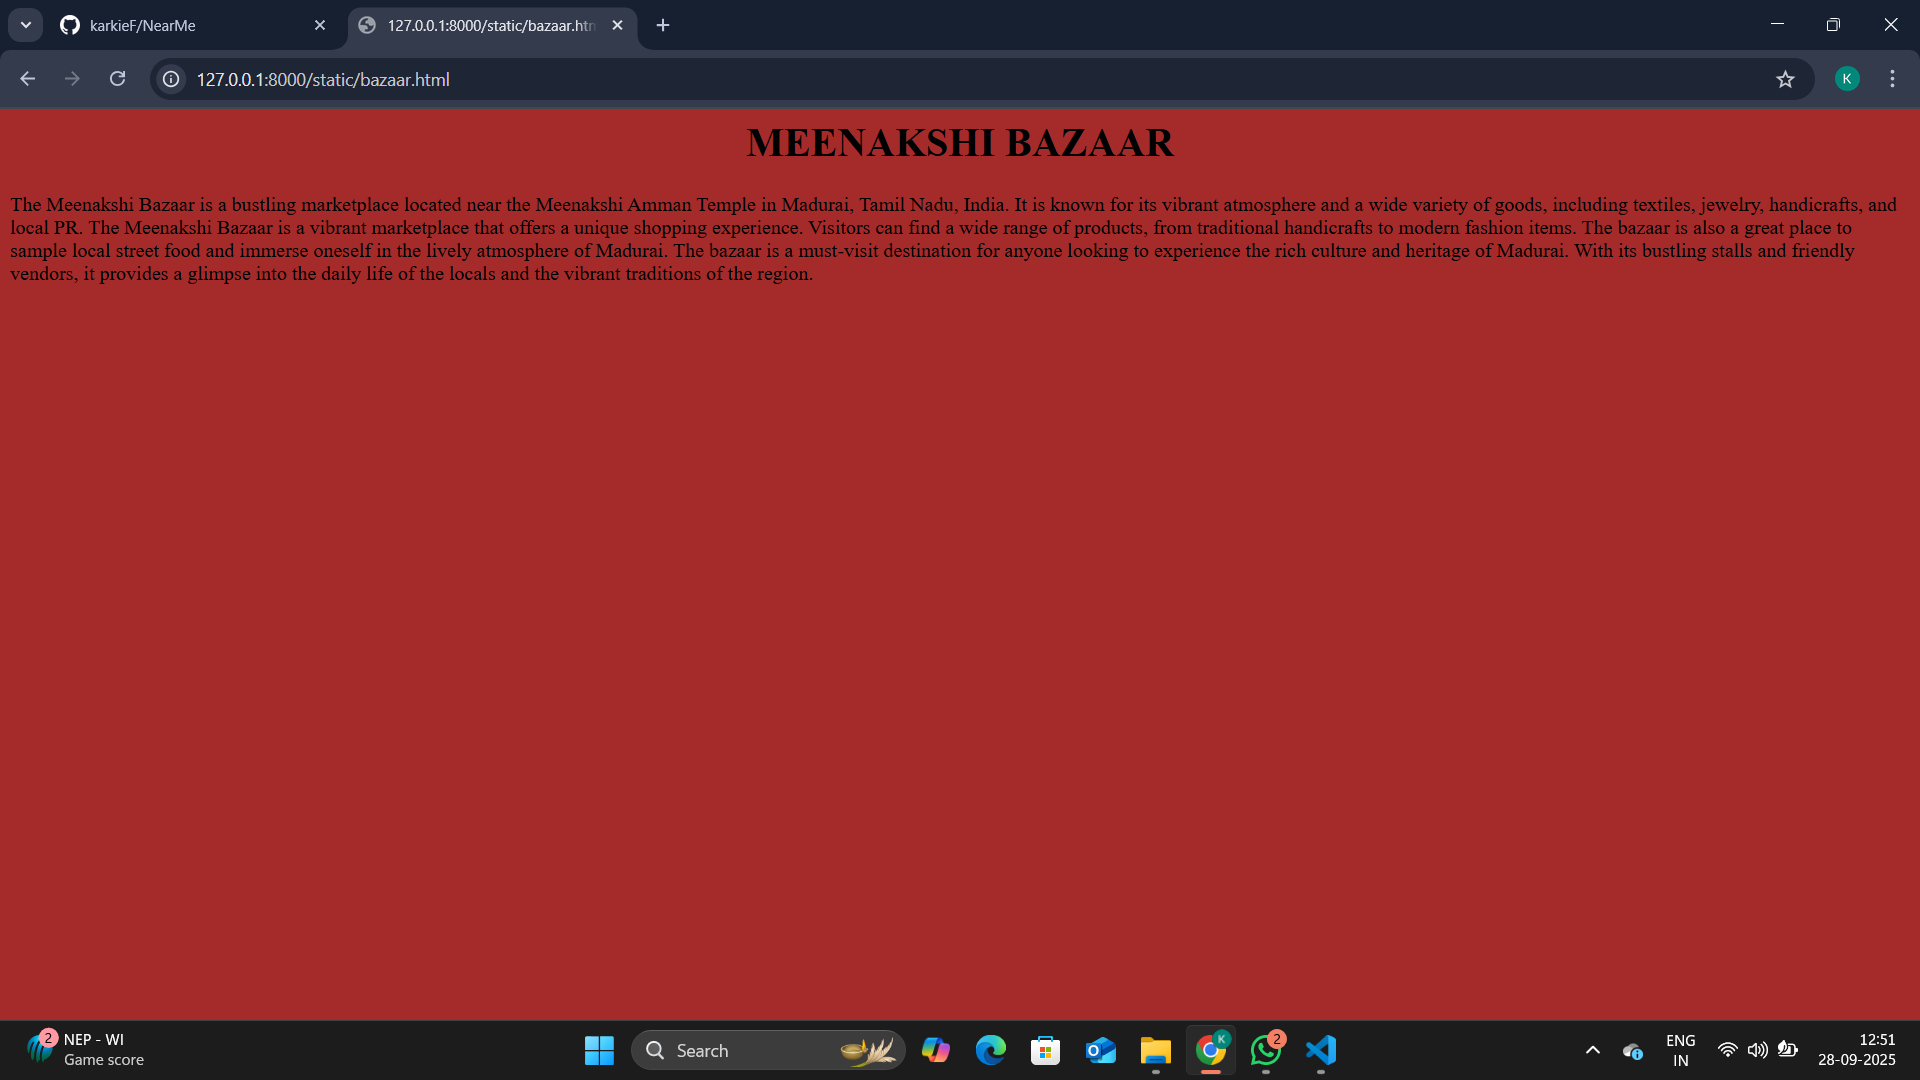 karkieF/NearMe
127.0.0.1:8000/static/bazaar.htm
127.0.0.1:8000/static/bazaar.html
K
MEENAKSHI BAZAAR
The Meenakshi Bazaar is a bustling marketplace located near the Meenakshi Amman Temple in Madurai, Tamil Nadu, India. It is known for its vibrant atmosphere and a wide variety of goods, including textiles, jewelry, handicrafts, and
local PR. The Meenakshi Bazaar is a vibrant marketplace that offers a unique shopping experience. Visitors can find a wide range of products, from traditional handicrafts to modern fashion items. The bazaar is also a great place to
sample local street food and immerse oneself in the lively atmosphere of Madurai. The bazaar is a must-visit destination for anyone looking to experience the rich culture and heritage of Madurai. With its bustling stalls and friendly
vendors, it provides a glimpse into the daily life of the locals and the vibrant traditions of the region.
2
NEP - WI
Game score
Search
K
2
ENG
IN
12:51
28-09-2025